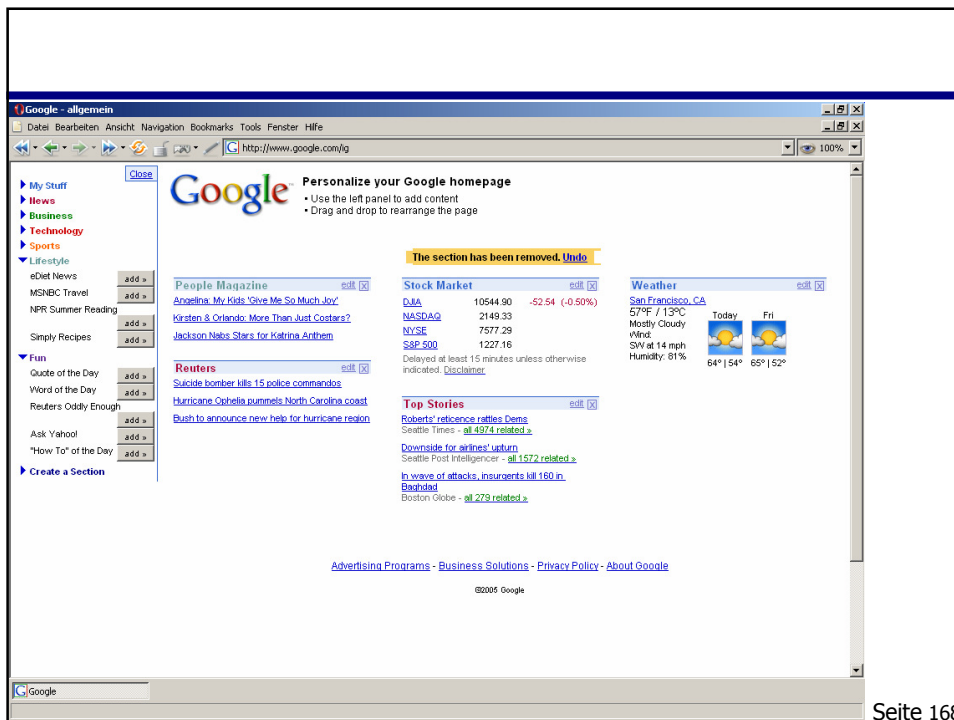 Google - allgemein
Datei Bearbeiten Ansicht Navigation Bookmarks Tools Fenster Hilfe
http://www.google.com/ig
100%
Close
My Stuff
News
Business
Technology
Sports
Lifestyle
eDiet News add »
MSNBC Travel add »
NPR Summer Reading
add »
Simply Recipes add »
Fun
Quote of the Day add »
Word of the Day add »
Reuters Oddly Enough
add »
Ask Yahoo! add »
"How To" of the Day add »
Create a Section
Google™
Personalize your Google homepage
• Use the left panel to add content
• Drag and drop to rearrange the page
The section has been removed. Undo
People Magazine edit X
Angelina: My Kids 'Give Me So Much Joy'
Kirsten & Orlando: More Than Just Costars?
Jackson Nabs Stars for Katrina Anthem
Reuters edit X
Suicide bomber kills 15 police commandos
Hurricane Ophelia pummels North Carolina coast
Bush to announce new help for hurricane region
Stock Market edit X
DJIA 10544.90 -52.54 (-0.50%)
NASDAQ 2149.33
NYSE 7577.29
S&P 500 1227.16
Delayed at least 15 minutes unless otherwise
indicated. Disclaimer
Top Stories edit X
Roberts' reticence rattles Dems
Seattle Times - all 4974 related »
Downside for airlines' upturn
Seattle Post Intelligencer - all 1572 related »
In wave of attacks, insurgents kill 160 in
Baghdad
Boston Globe - all 279 related »
Weather edit X
San Francisco, CA
57°F / 13°C
Mostly Cloudy
Wind:
SW at 14 mph
Humidity: 81%
Today Fri
64° | 54° 65° | 52°
Advertising Programs - Business Solutions - Privacy Policy - About Google
©2005 Google
Google
Seite 168